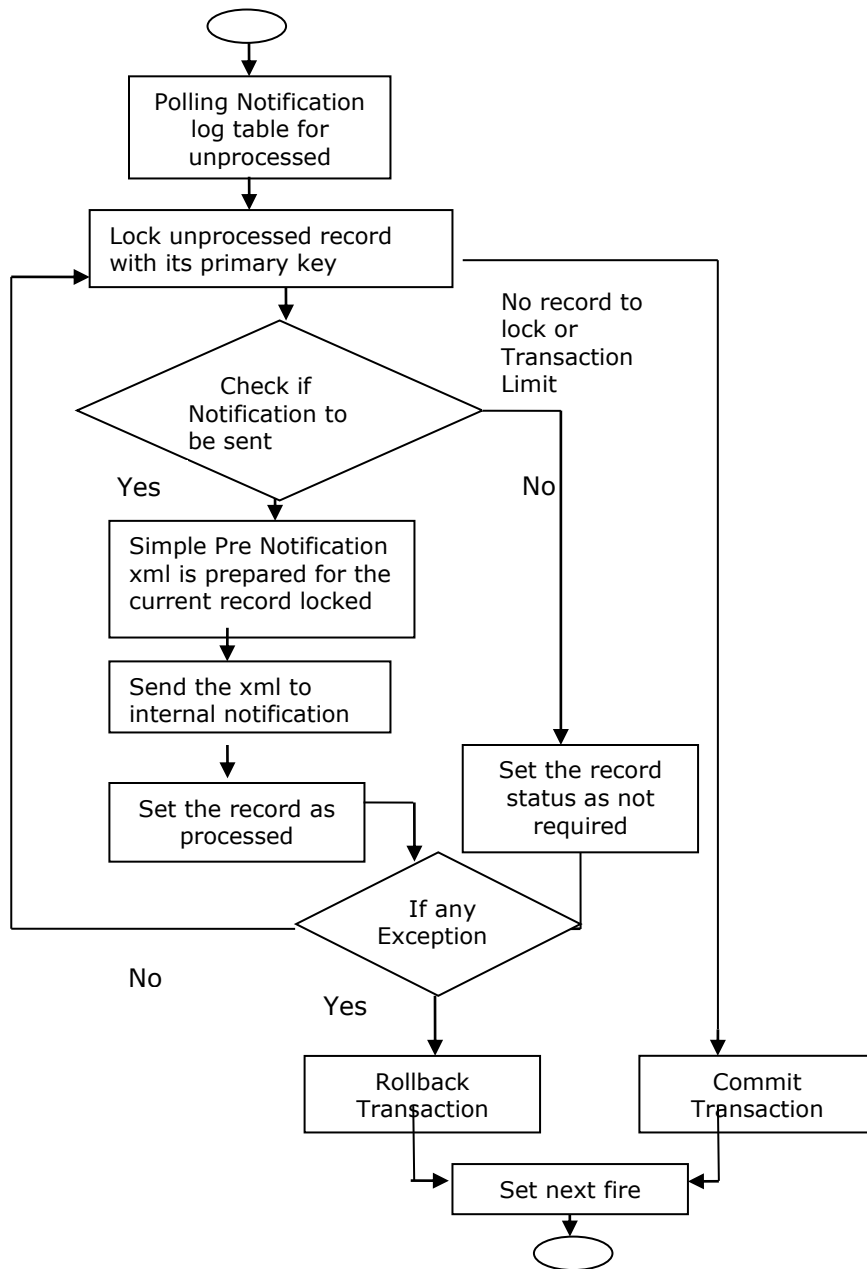 Polling Notification
log table for
unprocessed
Lock unprocessed record
with its primary key
No record to
lock or
Transaction
Limit
Check if
Notification to
be sent
Yes
No
Simple Pre Notification
xml is prepared for the
current record locked
Send the xml to
internal notification
Set the record as
processed
Set the record
status as not
required
If any
Exception
No
Yes
Rollback
Transaction
Commit
Transaction
Set next fire